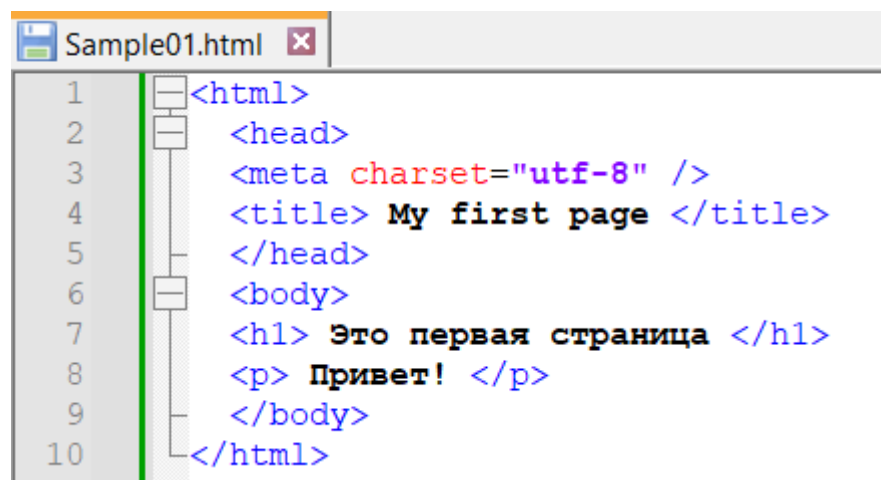 Sample01.html
1 <html>
2 <head>
3 <meta charset="utf-8" />
4 <title> My first page </title>
5 </head>
6 <body>
7 <h1> Это первая страница </h1>
8 <p> Привет! </p>
9 </body>
10 </html>